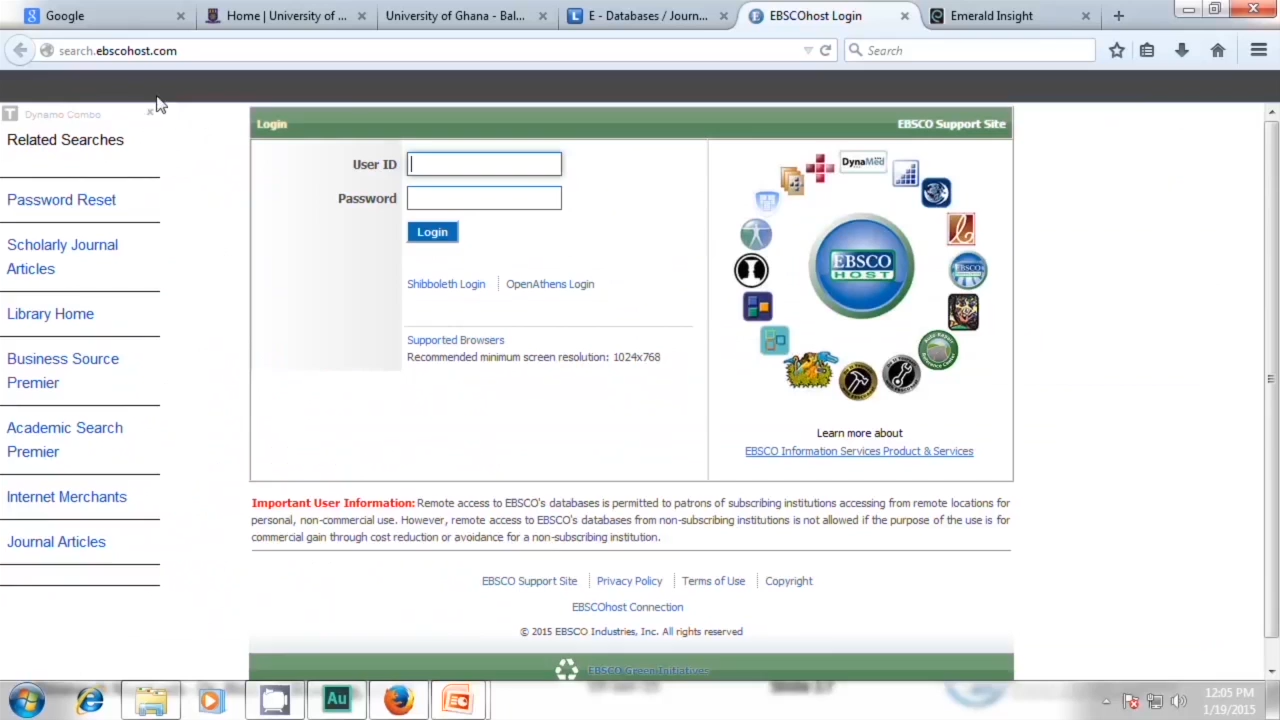 Google
Home | University of ...
University of Ghana - Bal...
E - Databases / Journ...
EBSCOhost Login
Emerald Insight
search.ebscohost.com
Search
Dynamo Combo
Related Searches
Password Reset
Scholarly Journal
Articles
Library Home
Business Source
Premier
Academic Search
Premier
Internet Merchants
Journal Articles
Login
EBSCO Support Site
User ID
Password
Login
Shibboleth Login
OpenAthens Login
Supported Browsers
Recommended minimum screen resolution: 1024x768
DynaMed
EBSCO
HOST
EBSCO
Learn more about
EBSCO Information Services Product & Services
Important User Information: Remote access to EBSCO's databases is permitted to patrons of subscribing institutions accessing from remote locations for
personal, non-commercial use. However, remote access to EBSCO's databases from non-subscribing institutions is not allowed if the purpose of the use is for
commercial gain through cost reduction or avoidance for a non-subscribing institution.
EBSCO Support Site
Privacy Policy
Terms of Use
Copyright
EBSCOhost Connection
© 2015 EBSCO Industries, Inc. All rights reserved
EBSCO Green Initiatives
Au
12:05 PM
1/19/2015